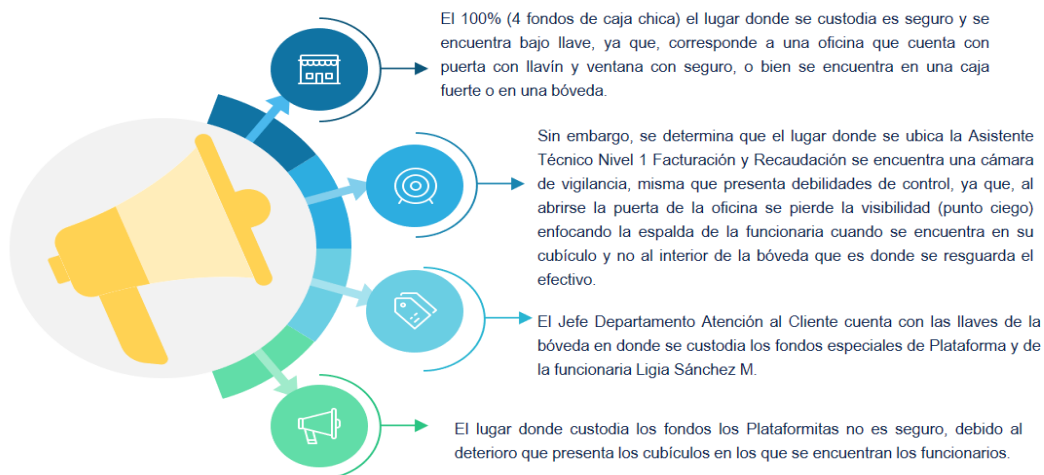 El 100% (4 fondos de caja chica) el lugar donde se custodia es seguro y se
encuentra bajo llave, ya que, corresponde a una oficina que cuenta con
puerta con llavín y ventana con seguro, o bien se encuentra en una caja
fuerte o en una bóveda.
Sin embargo, se determina que el lugar donde se ubica la Asistente
Técnico Nivel 1 Facturación y Recaudación se encuentra una cámara
de vigilancia, misma que presenta debilidades de control, ya que, al
abrirse la puerta de la oficina se pierde la visibilidad (punto ciego)
enfocando la espalda de la funcionaria cuando se encuentra en su
cubículo y no al interior de la bóveda que es donde se resguarda el
efectivo.
El Jefe Departamento Atención al Cliente cuenta con las llaves de la
bóveda en donde se custodia los fondos especiales de Plataforma y de
la funcionaria Ligia Sánchez M.
El lugar donde custodia los fondos los Plataformitas no es seguro, debido al
deterioro que presenta los cubículos en los que se encuentran los funcionarios.